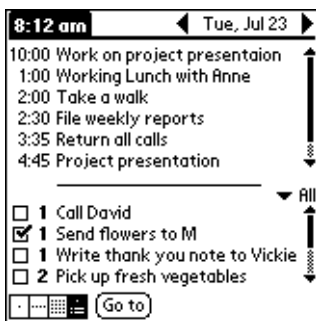 8:12 am Tue, Jul 23
10:00 Work on project presentaion
1:00 Working Lunch with Anne
2:00 Take a walk
2:30 File weekly reports
3:35 Return all calls
4:45 Project presentation
All
1 Call David
1 Send flowers to M
1 Write thank you note to Vickie
2 Pick up fresh vegetables
Go to